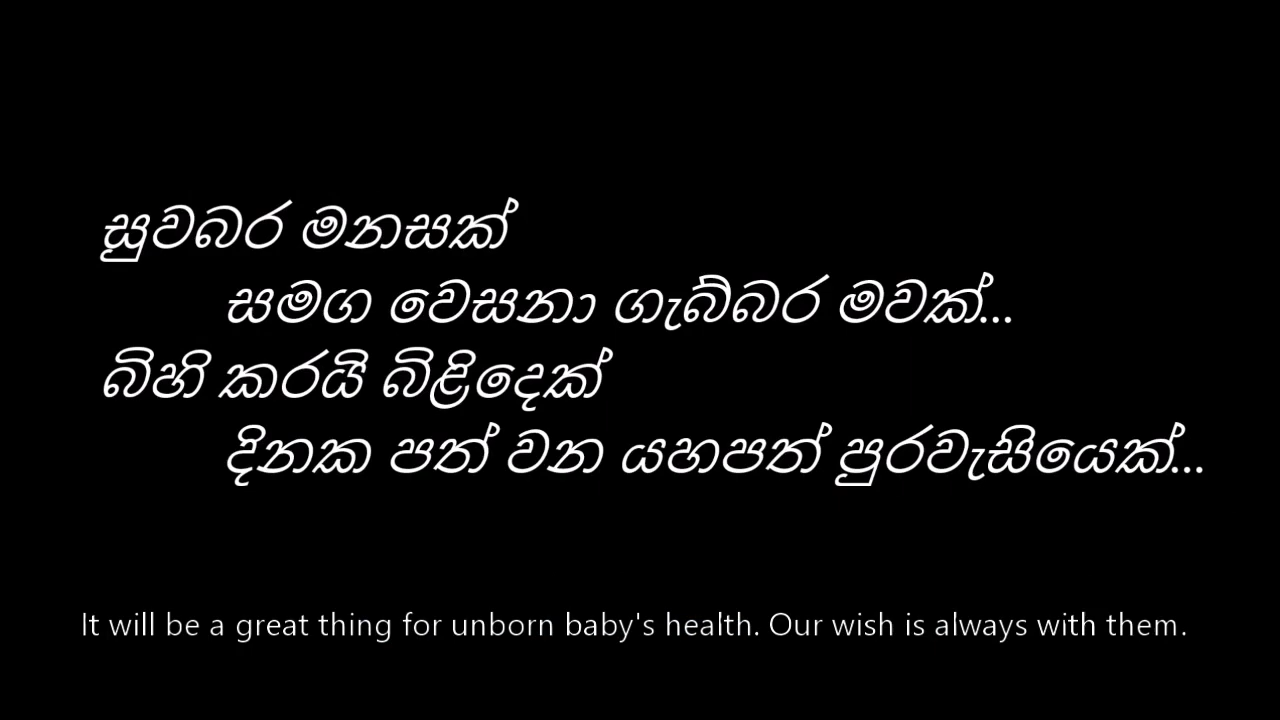 සුවබර මනසක්
සමග වෙසනා ගැබ්බර මවක්...
බිහි කරයි බිළිදෙක්
දිනක පත් වන යහපත් පුරවැසියෙක්...
It will be a great thing for unborn baby's health. Our wish is always with them.